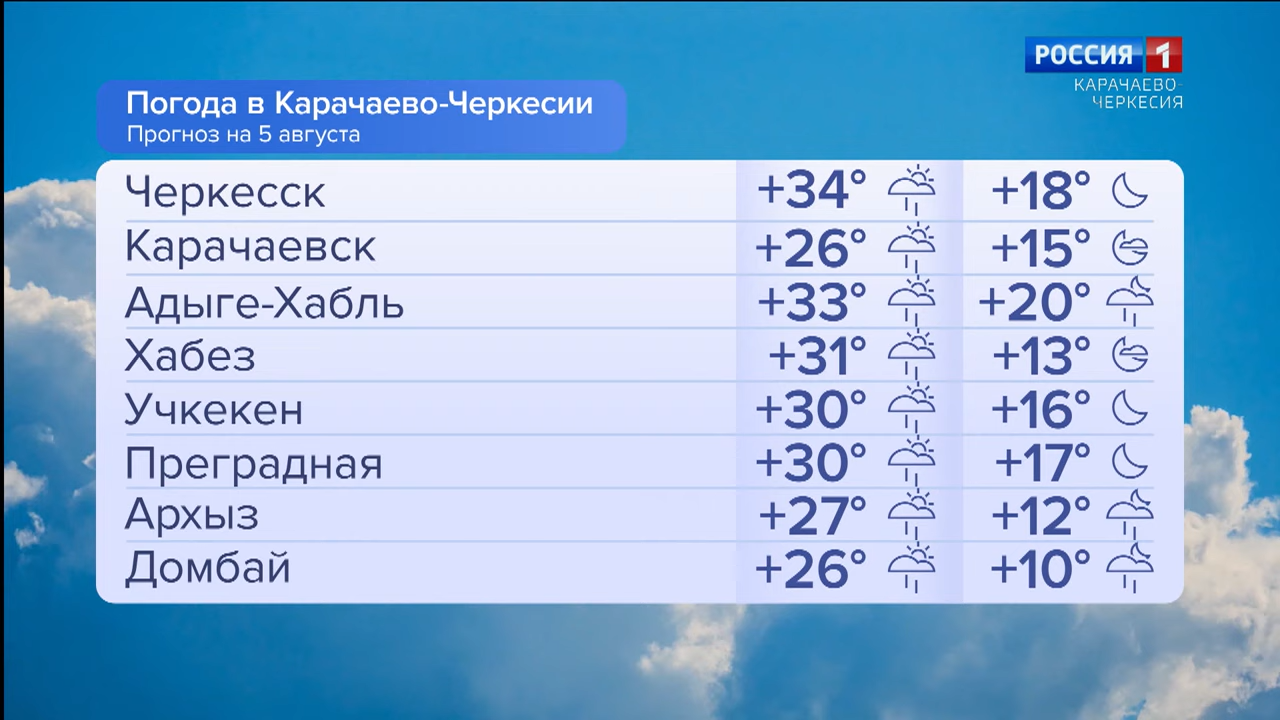 РОССИЯ 1
КАРАЧАЕВО-
ЧЕРКЕСИЯ
Погода в Карачаево-Черкесии
Прогноз на 5 августа
Черкесск +34° +18°
Карачаевск +26° +15°
Адыге-Хабль +33° +20°
Хабез +31° +13°
Учкекен +30° +16°
Преградная +30° +17°
Архыз +27° +12°
Домбай +26° +10°